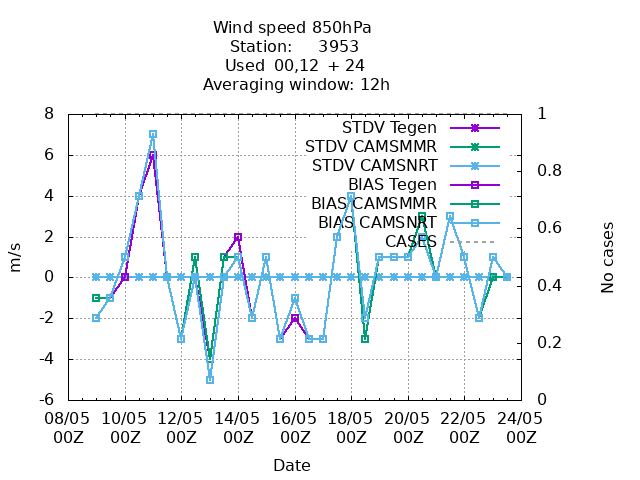 Wind speed 850hPa
Station: 3953
Used 00,12 + 24
Averaging window: 12h
8
6
4
2
0
-2
-4
-6
m/s
1
0.8
0.6
0.4
0.2
0
No cases
STDV Tegen
STDV CAMSMMR
STDV CAMSNRT
BIAS Tegen
BIAS CAMSMMR
BIAS CAMSNRT
CASES
08/05 10/05 12/05 14/05 16/05 18/05 20/05 22/05 24/05
00Z 00Z 00Z 00Z 00Z 00Z 00Z 00Z 00Z
Date